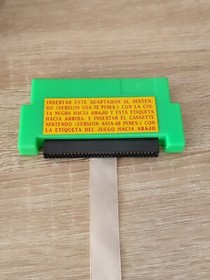 INSERTAR ESTE ADAPTADOR AL NINTEN-
DO (VERSION USA-72 PINES-) CON LA CIN-
TA NEGRA HACIA ABAJO Y ESTA ETIQUETA
HACIA ARRIBA. E INSERTAR EL CASSETTE
NINTENDO (VERSION ASIA-60 PINES-) CON
LA ETIQUETA DEL JUEGO HACIA ABAJO